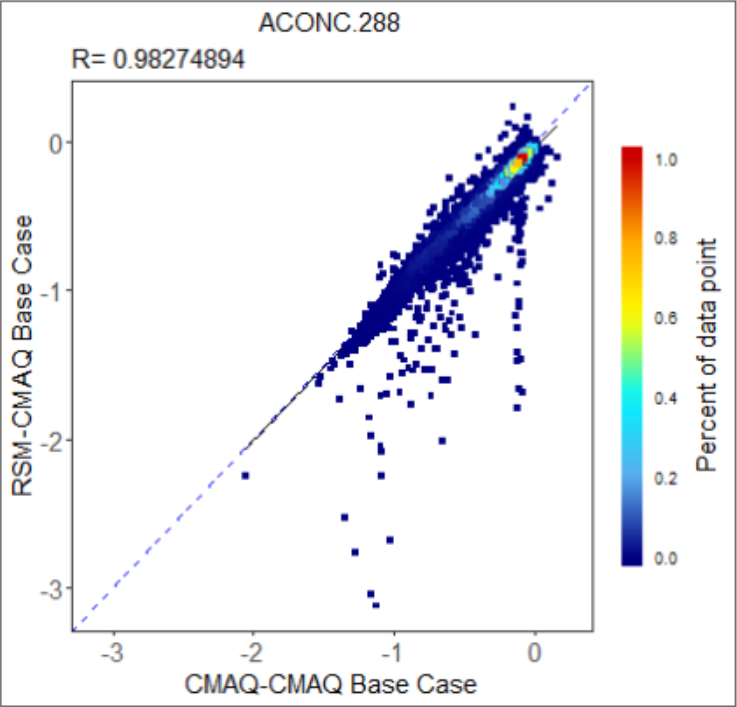 ACONC.288
R= 0.98274894
0
-1
-2
-3
RSM-CMAQ Base Case
-3
-2
-1
0
CMAQ-CMAQ Base Case
1.0
0.8
0.6
0.4
0.2
0.0
Percent of data point